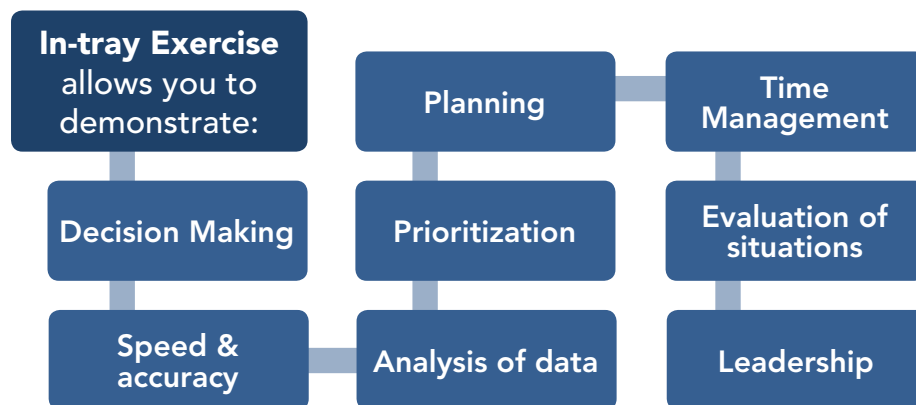 In-tray Exercise
allows you to
demonstrate:
Decision Making
Speed &
accuracy
Analysis of data
Prioritization
Planning
Time
Management
Evaluation of
situations
Leadership